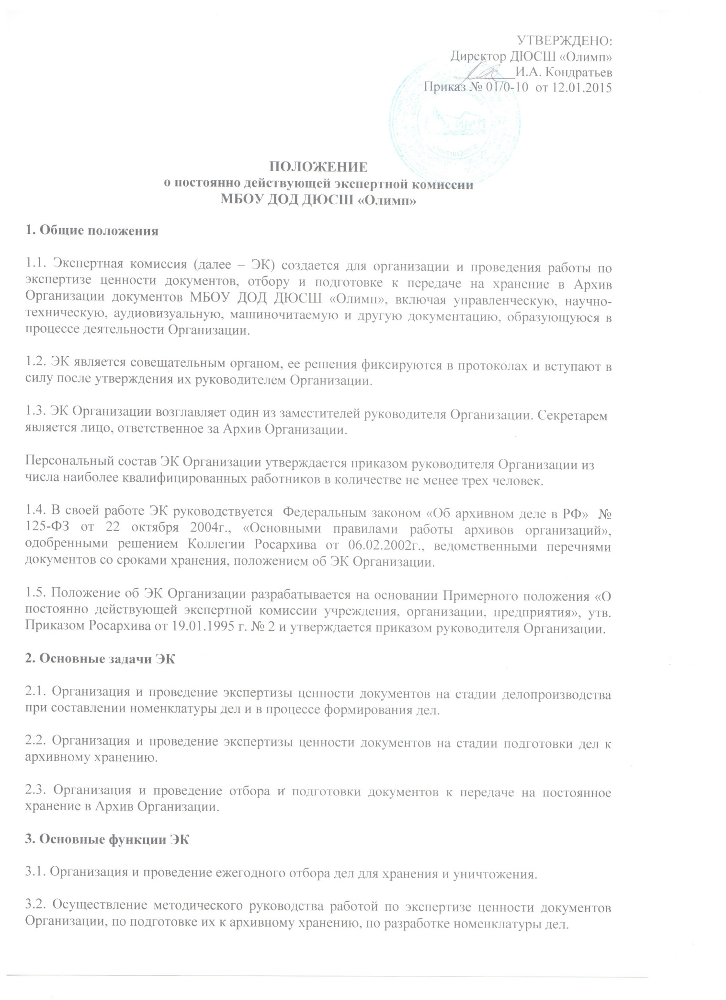 УТВЕРЖДЕНО:
Директор ДЮСШ «Олимп»
_________И.А. Кондратьев
Приказ № 01/0-10 от 12.01.2015
ПОЛОЖЕНИЕ
о постоянно действующей экспертной комиссии
МБОУ ДОД ДЮСШ «Олимп»
1. Общие положения
1.1. Экспертная комиссия (далее – ЭК) создается для организации и проведения работы по
экспертизе ценности документов, отбору и подготовке к передаче на хранение в Архив
Организации документов МБОУ ДОД ДЮСШ «Олимп», включая управленческую, научно-
техническую, аудиовизуальную, машиночитаемую и другую документацию, образующуюся в
процессе деятельности Организации.
1.2. ЭК является совещательным органом, ее решения фиксируются в протоколах и вступают в
силу после утверждения их руководителем Организации.
1.3. ЭК Организации возглавляет один из заместителей руководителя Организации. Секретарем
является лицо, ответственное за Архив Организации.
Персональный состав ЭК Организации утверждается приказом руководителя Организации из
числа наиболее квалифицированных работников в количестве не менее трех человек.
1.4. В своей работе ЭК руководствуется Федеральным законом «Об архивном деле в РФ» №
125-ФЗ от 22 октября 2004г., «Основными правилами работы архивов организаций»,
одобренными решением Коллегии Росархива от 06.02.2002г., ведомственными перечнями
документов со сроками хранения, положением об ЭК Организации.
1.5. Положение об ЭК Организации разрабатывается на основании Примерного положения «О
постоянно действующей экспертной комиссии учреждения, организации, предприятия», утв.
Приказом Росархива от 19.01.1995 г. № 2 и утверждается приказом руководителя Организации.
2. Основные задачи ЭК
2.1. Организация и проведение экспертизы ценности документов на стадии делопроизводства
при составлении номенклатуры дел и в процессе формирования дел.
2.2. Организация и проведение экспертизы ценности документов на стадии подготовки дел к
архивному хранению.
2.3. Организация и проведение отбора и подготовки документов к передаче на постоянное
хранение в Архив Организации.
3. Основные функции ЭК
3.1. Организация и проведение ежегодного отбора дел для хранения и уничтожения.
3.2. Осуществление методического руководства работой по экспертизе ценности документов
Организации, по подготовке их к архивному хранению, по разработке номенклатуры дел.